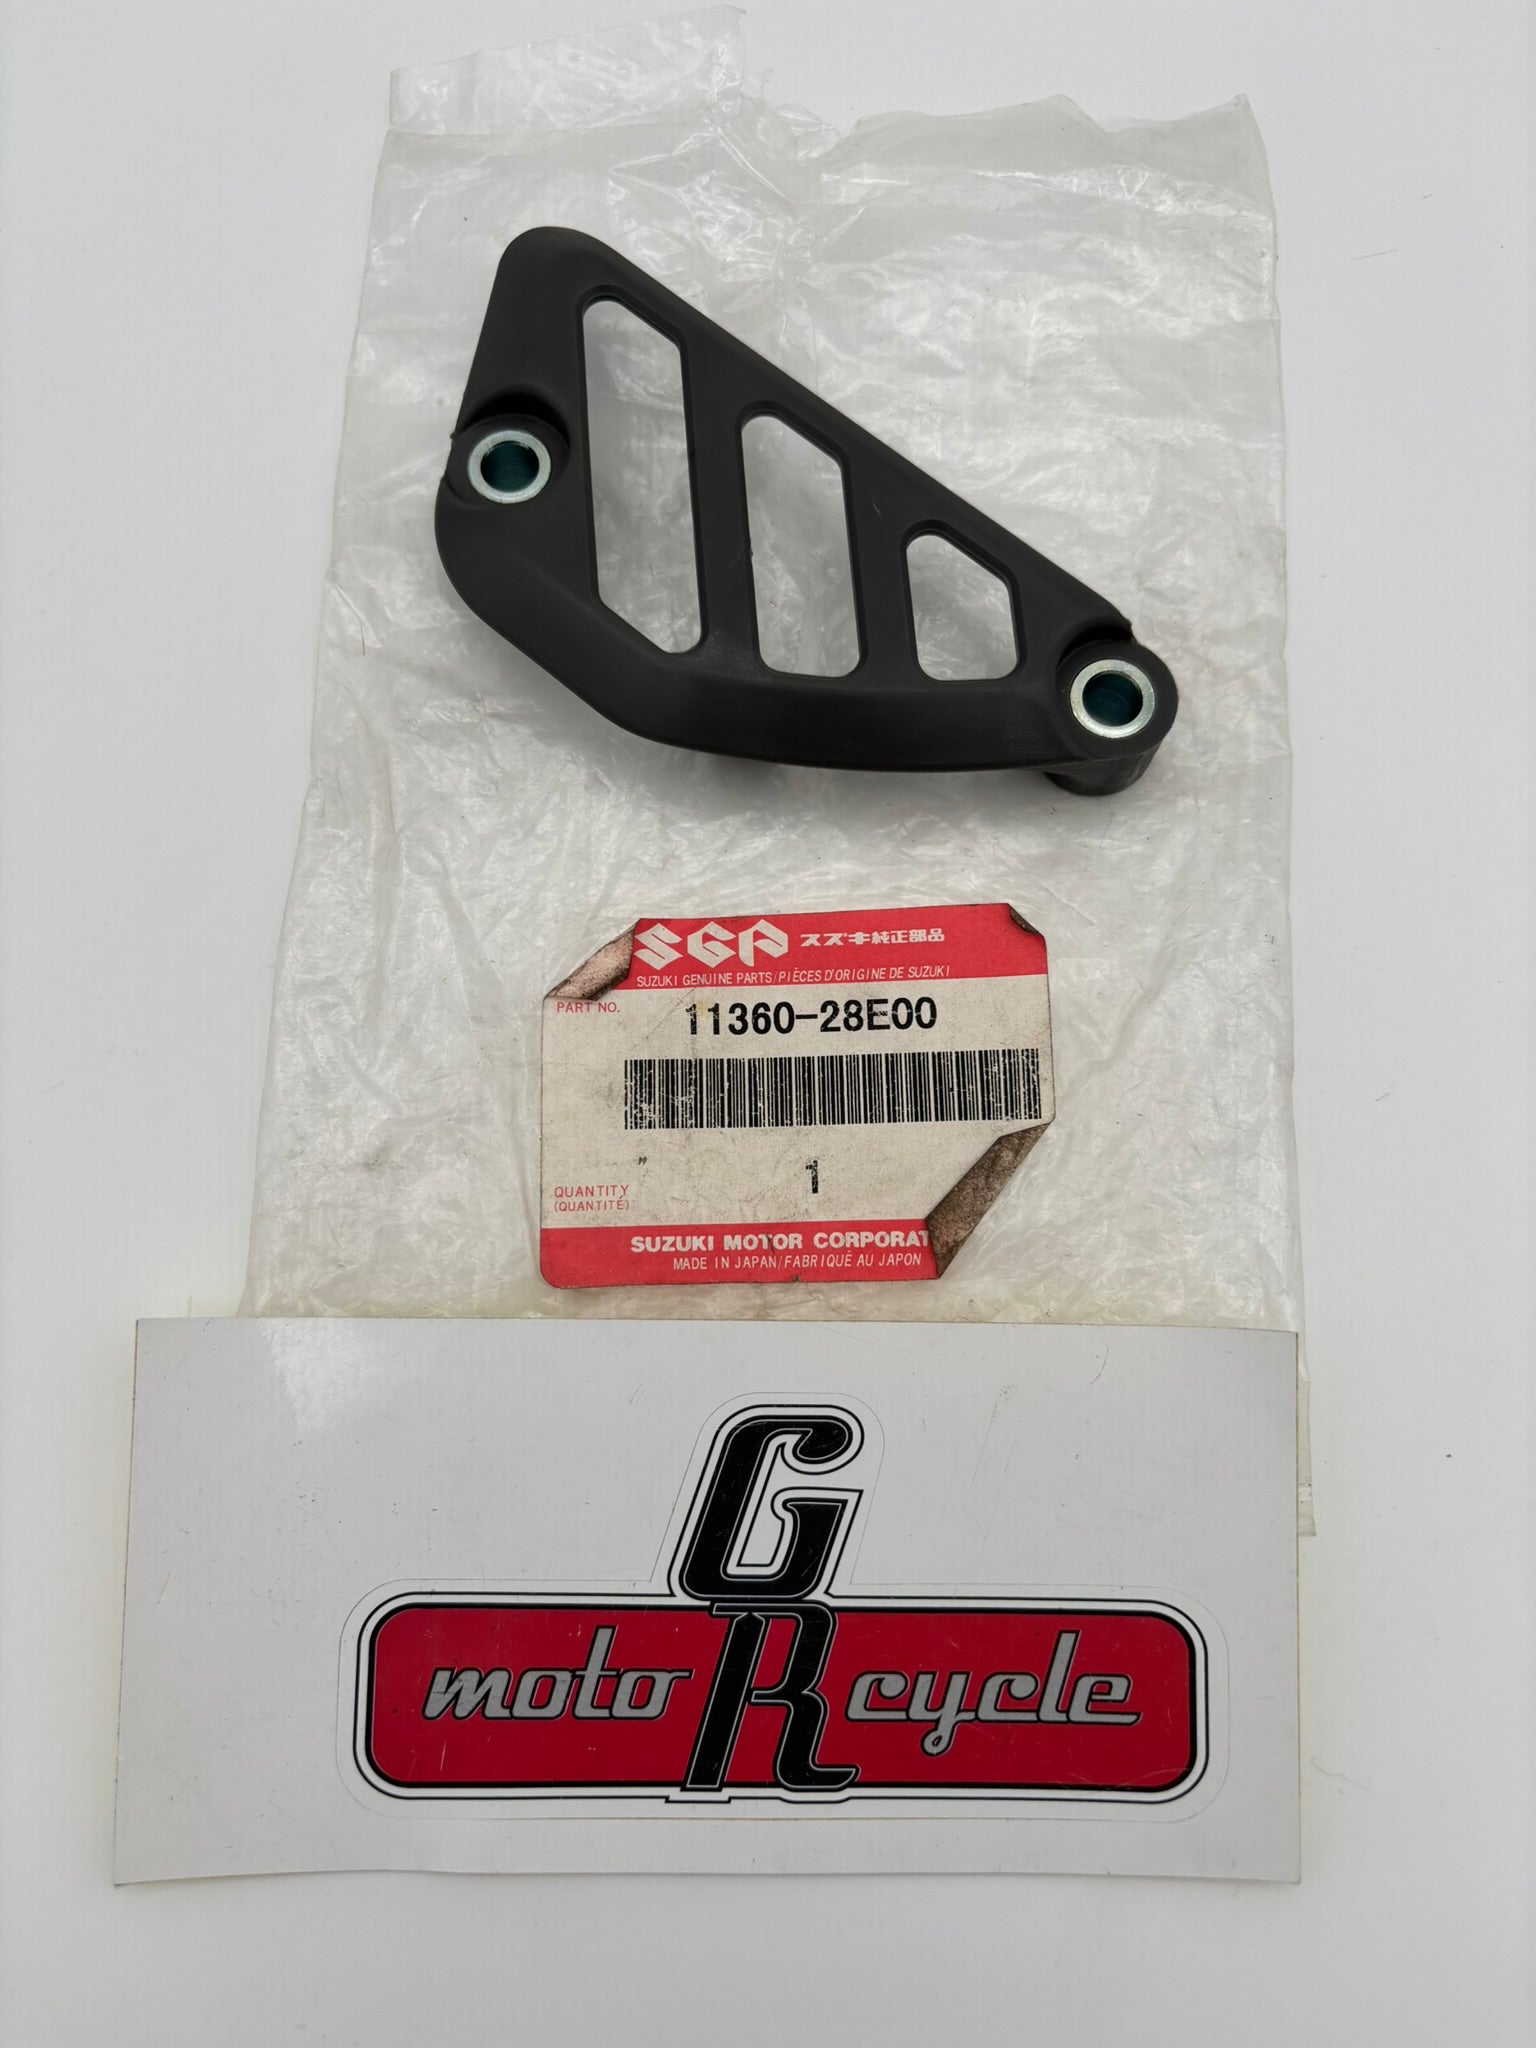 SGP スズキ純正部品
SUZUKI GENUINE PARTS/PIÈCES D'ORIGINE DE SUZUKI
PART NO. 11360-28E00
" 1
QUANTITY
(QUANTITÉ)
SUZUKI MOTOR CORPORAT
MADE IN JAPAN/FABRIQUÉ AU JAPON
G
moto R cycle